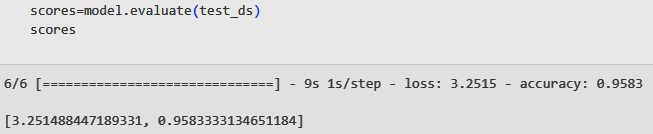 scores=model.evaluate(test_ds)
scores
6/6 [==============================] - 9s 1s/step - loss: 3.2515 - accuracy: 0.9583
[3.251488447189331, 0.9583333134651184]